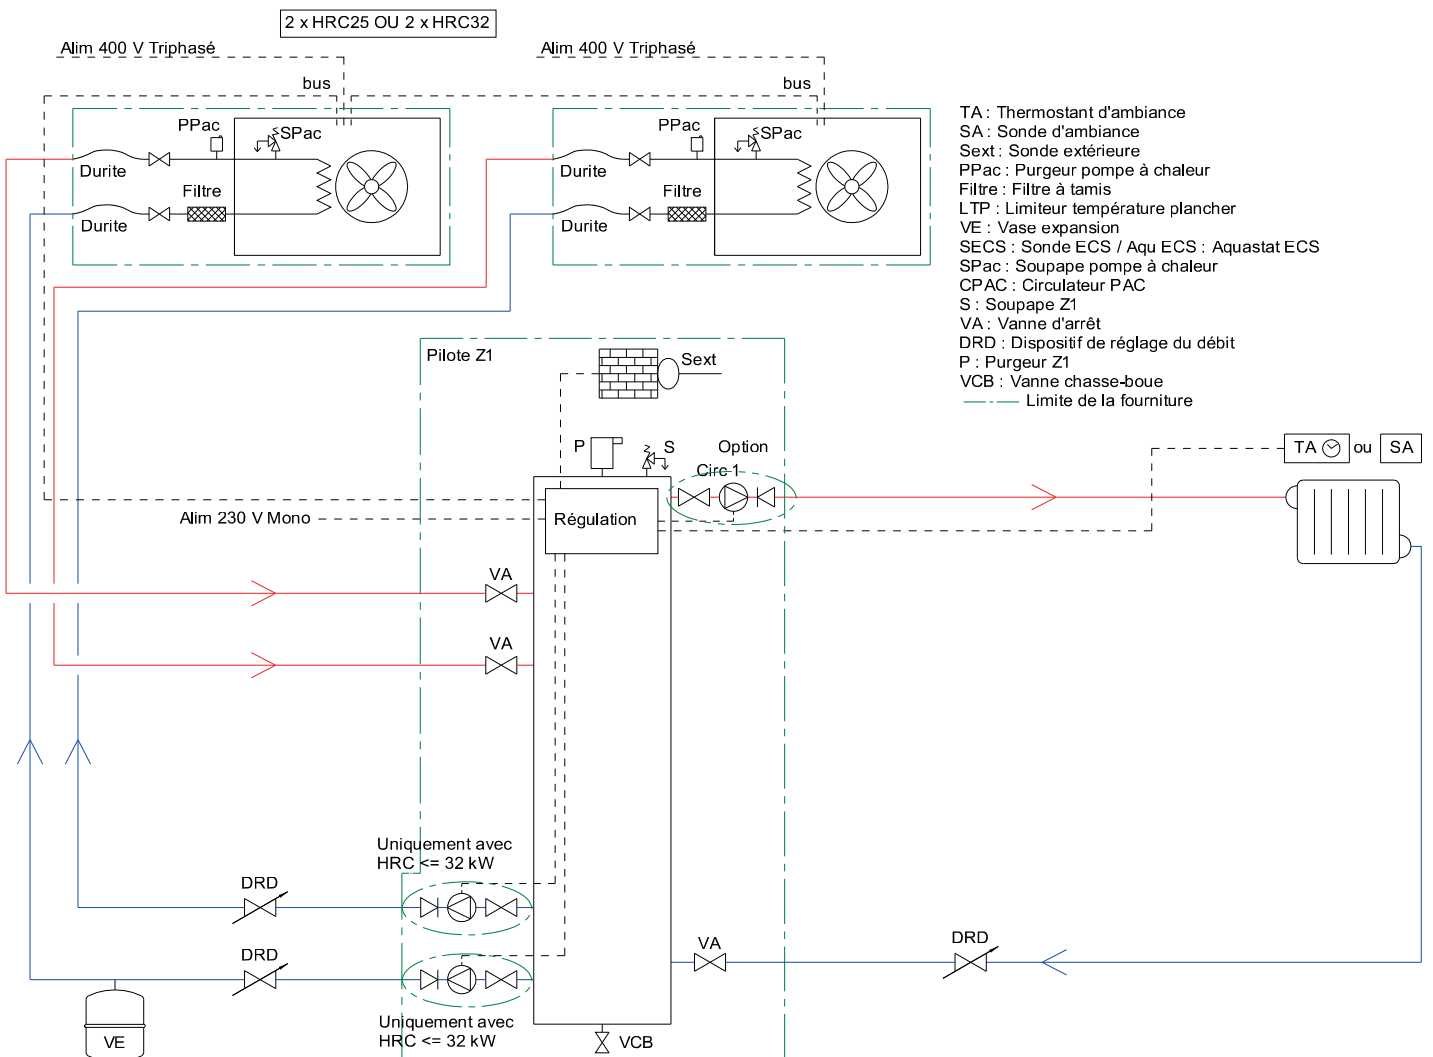 2 x HRC25 OU 2 x HRC32
Alim 400 V Triphasé
Alim 400 V Triphasé
bus
bus
PPac
SPac
PPac
SPac
Durite
Filtre
Durite
Durite
Filtre
Durite
TA : Thermostant d'ambiance
SA : Sonde d'ambiance
Sext : Sonde extérieure
PPac : Purgeur pompe à chaleur
Filtre : Filtre à tamis
LTP : Limiteur température plancher
VE : Vase expansion
SECS : Sonde ECS / Aqu ECS : Aquastat ECS
SPac : Soupape pompe à chaleur
CPAC : Circulateur PAC
S : Soupape Z1
VA : Vanne d'arrêt
DRD : Dispositif de réglage du débit
P : Purgeur Z1
VCB : Vanne chasse-boue
Limite de la fourniture
Pilote Z1
Sext
P
S
Option
Circ 1
TA ou SA
Alim 230 V Mono
Régulation
VA
VA
Uniquement avec
HRC <= 32 kW
DRD
DRD
VA
DRD
Uniquement avec
HRC <= 32 kW
VE
VCB